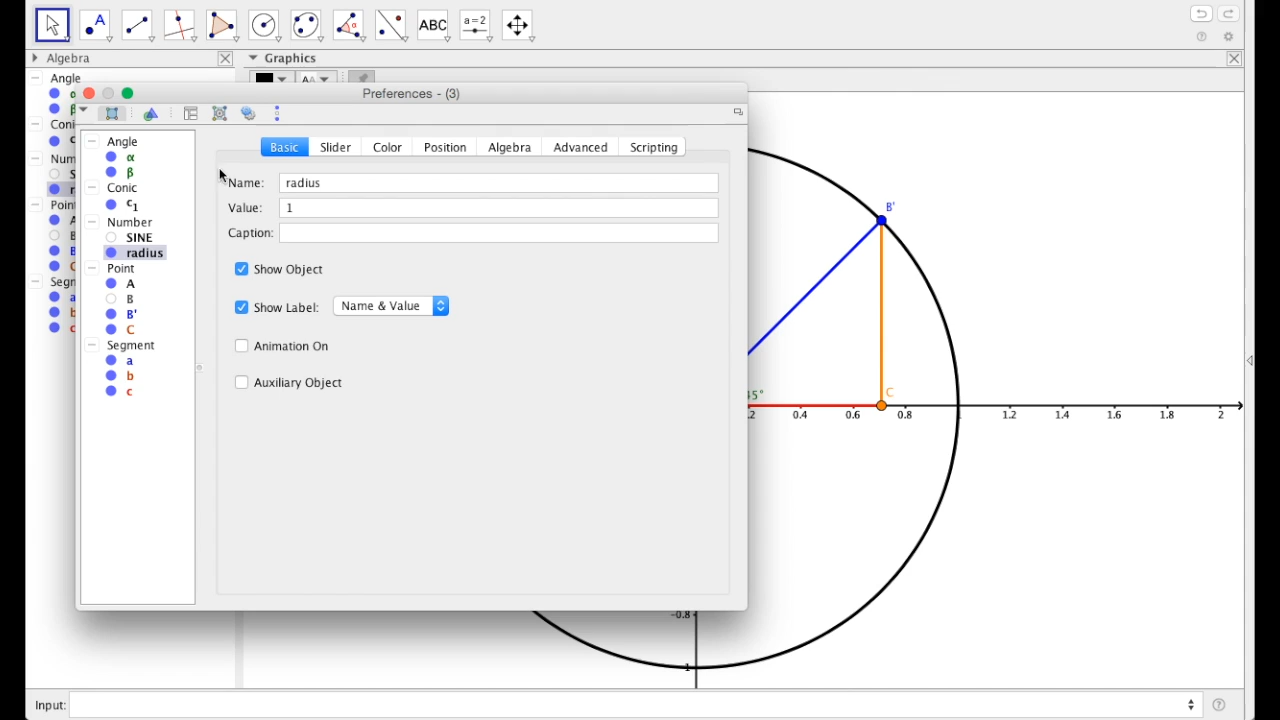 ABC
a=2
Algebra
Graphics
Angle
Preferences - (3)
Basic
Slider
Color
Position
Algebra
Advanced
Scripting
Angle
α
β
Conic
c1
Number
SINE
radius
Point
A
B
B'
C
Segment
a
b
c
Name: radius
Value: 1
Caption:
Show Object
Show Label: Name & Value
Animation On
Auxiliary Object
B'
C
0.4
0.6
0.8
1.2
1.4
1.6
1.8
2
-0.8
Input: